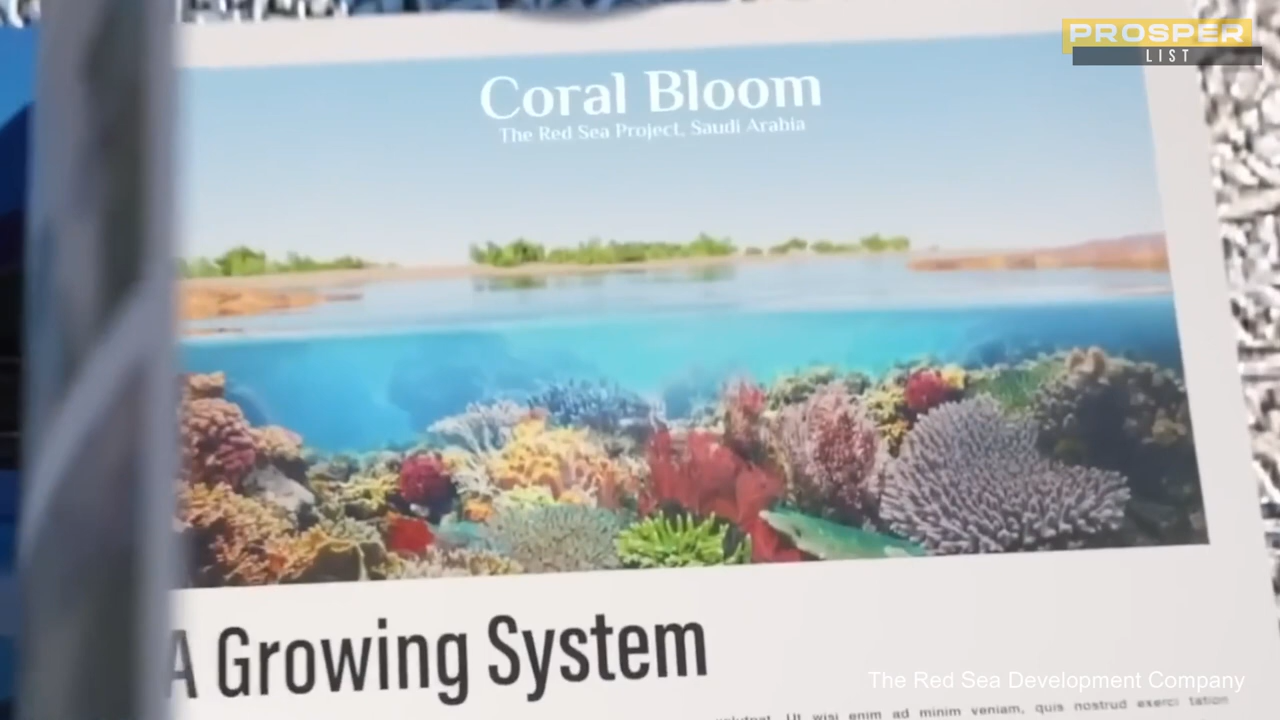 PROSPER
LIST
Coral Bloom
The Red Sea Project, Saudi Arabia
A Growing System
The Red Sea Development Company
volutpat. Ut wisi enim ad minim veniam, quis nostrud exerci tation